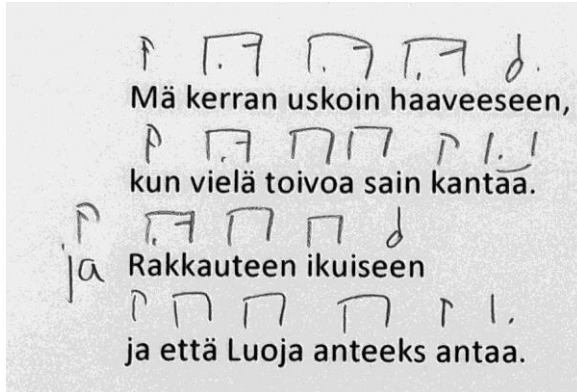 Mä kerran uskoin haaveeseen,
kun vielä toivoa sain kantaa.
ja Rakkauteen ikuiseen
ja että Luoja anteeks antaa.